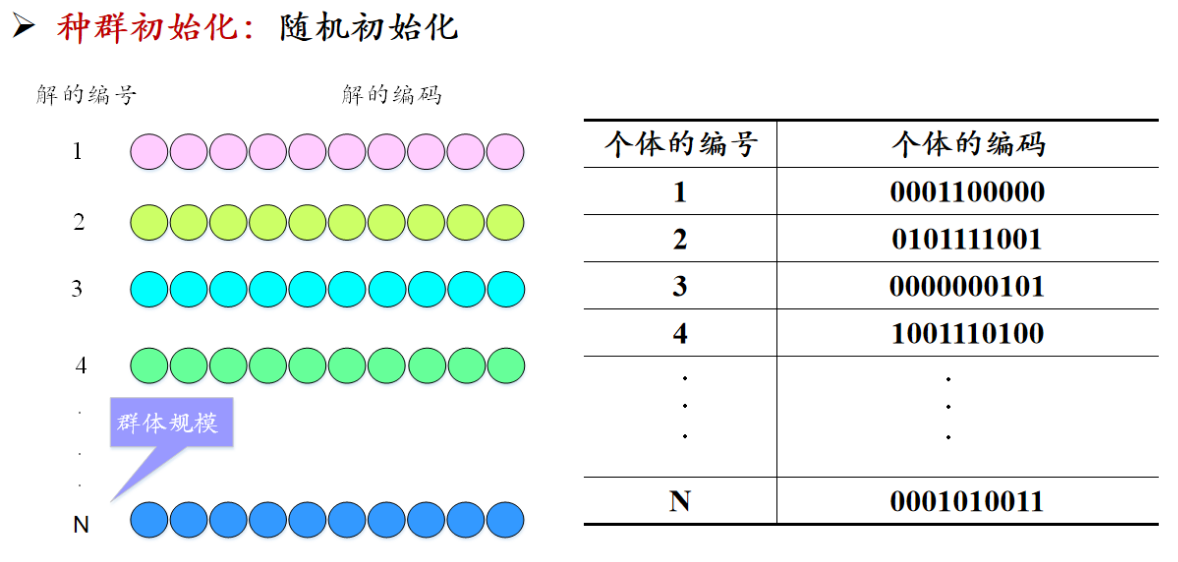 种群初始化：随机初始化
解的编号 解的编码
1
2
3
4
群体规模
N
个体的编号 个体的编码
1 0001100000
2 0101111001
3 0000000101
4 1001110100
N 0001010011